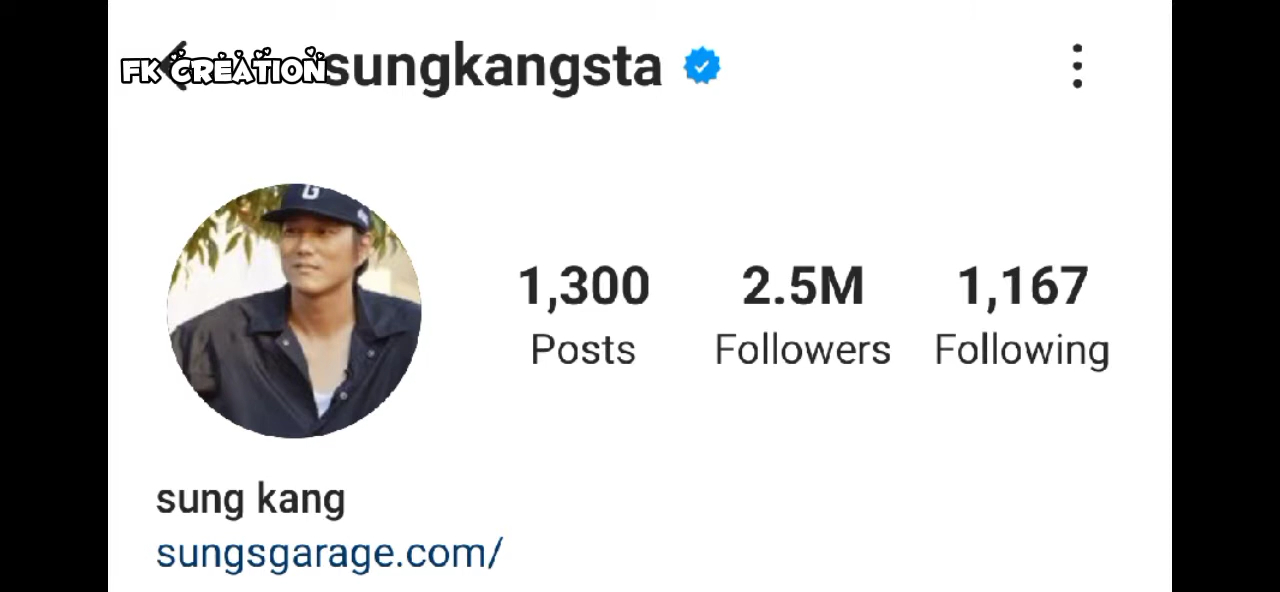 FK CREATION
sungkangsta
G
1,300 2.5M 1,167
Posts Followers Following
sung kang
sungsgarage.com/